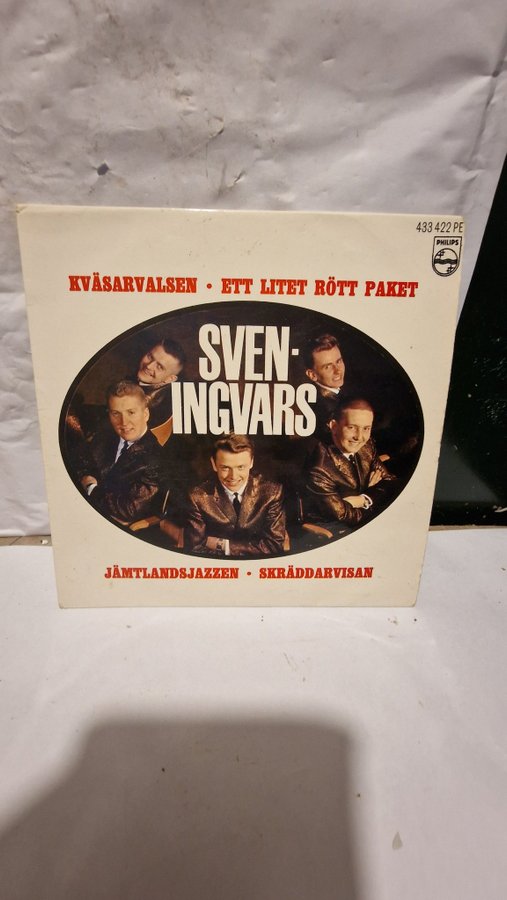 433 422 PE
PHILIPS
KVÄSARVALSEN · ETT LITET RÖTT PAKET
SVEN-
INGVARS
JÄMTLANDSJAZZEN · SKRÄDDARVISAN